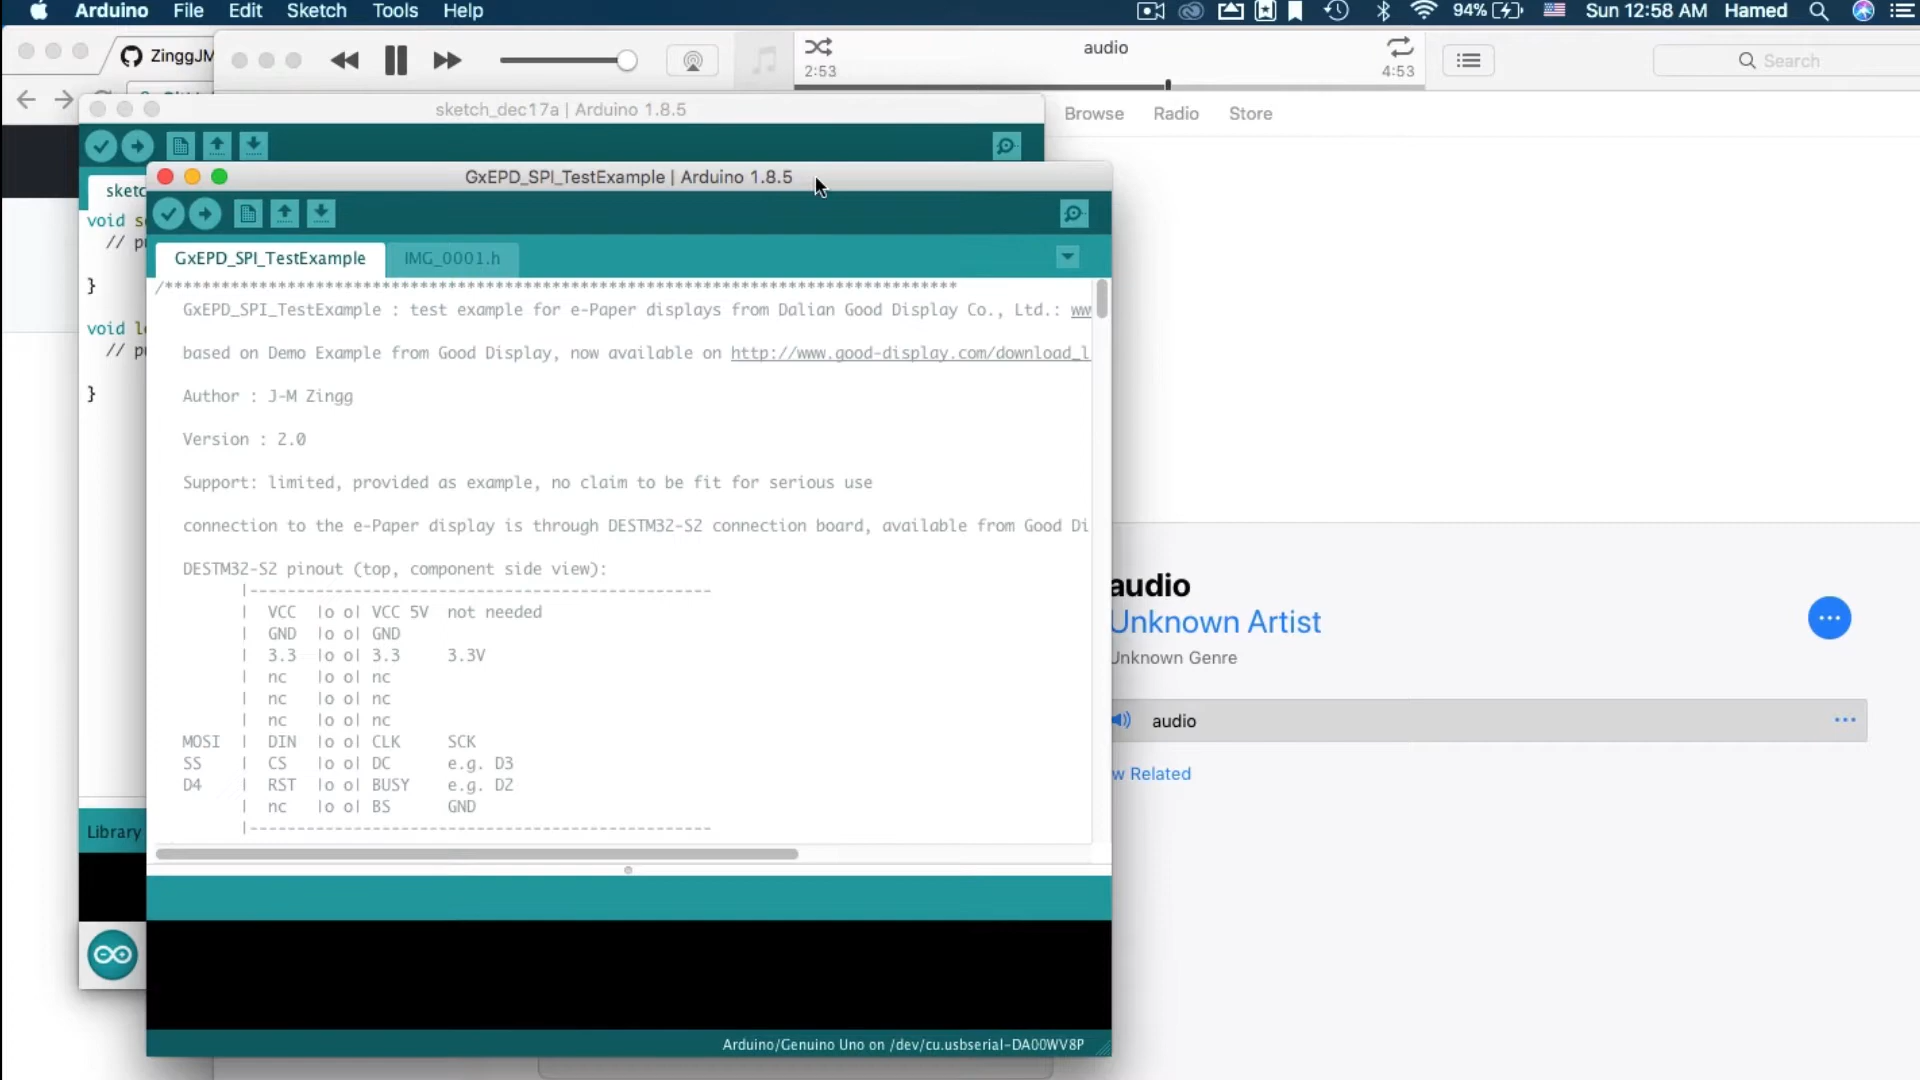 Arduino File Edit Sketch Tools Help 94% Sun 12:58 AM Hamed
ZinggJM
audio
2:53 4:53
Search
Browse Radio Store
sketch_dec17a | Arduino 1.8.5
GxEPD_SPI_TestExample | Arduino 1.8.5
GxEPD_SPI_TestExample IMG_0001.h
void
// 
}
void
// 
}
/***********************************************************************************
GxEPD_SPI_TestExample : test example for e-Paper displays from Dalian Good Display Co., Ltd.: ww
based on Demo Example from Good Display, now available on http://www.good-display.com/download_l
Author : J-M Zingg
Version : 2.0
Support: limited, provided as example, no claim to be fit for serious use
connection to the e-Paper display is through DESTM32-S2 connection board, available from Good Di
DESTM32-S2 pinout (top, component side view):
|-------------------------------------------------
| VCC |o o| VCC 5V not needed
| GND |o o| GND
| 3.3 |o o| 3.3 3.3V
| nc |o o| nc
| nc |o o| nc
| nc |o o| nc
MOSI | DIN |o o| CLK SCK
SS | CS |o o| DC e.g. D3
D4 | RST |o o| BUSY e.g. D2
| nc |o o| BS GND
|-------------------------------------------------
Library
Arduino/Genuino Uno on /dev/cu.usbserial-DA00WV8P
audio
Unknown Artist
Unknown Genre
audio
w Related